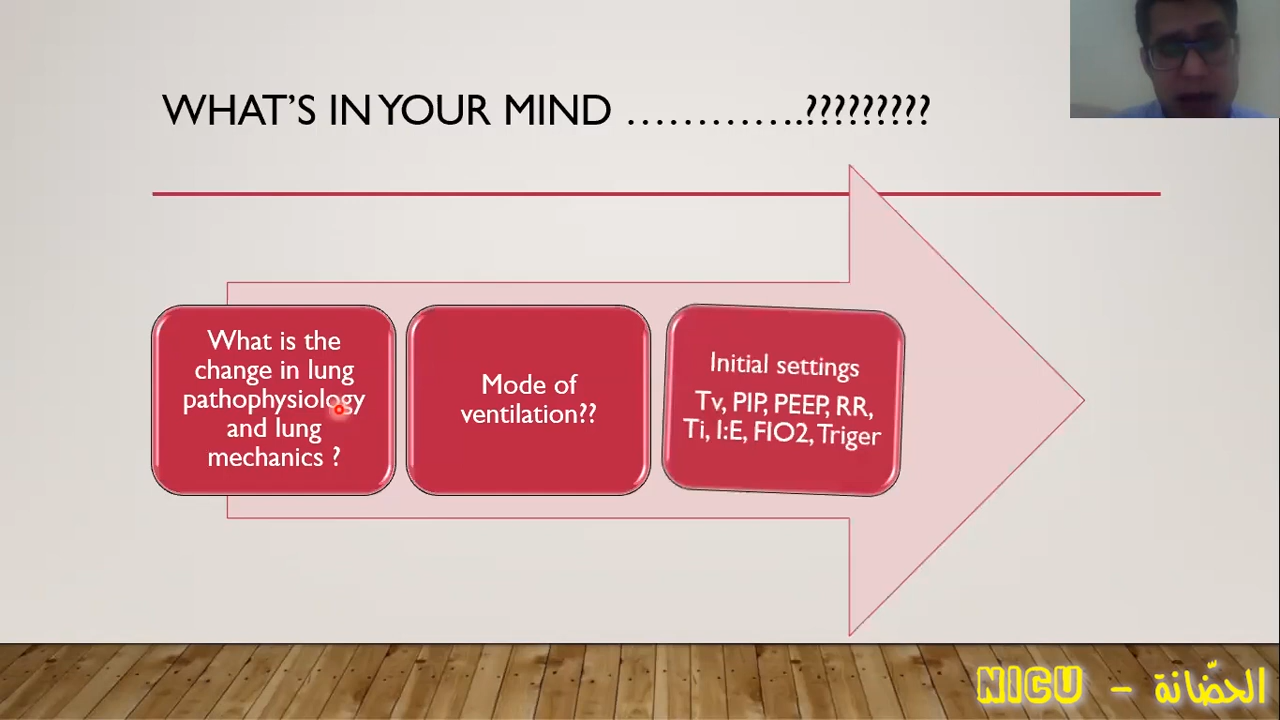 WHAT'S IN YOUR MIND ………….?????????
What is the
change in lung
pathophysiology
and lung
mechanics ?
Mode of
ventilation??
Initial settings
Tv, PIP, PEEP, RR,
Ti, I:E, FIO2, Triger
NICU - الحضّانة